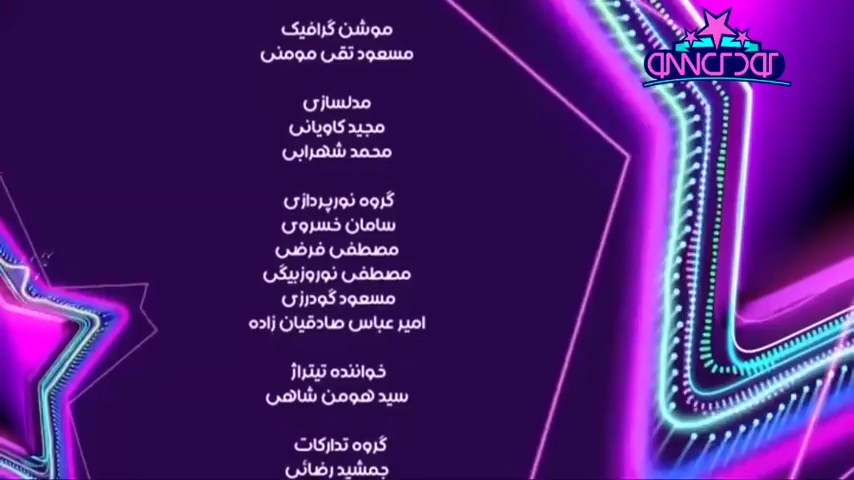 موشن گرافیک
مسعود تقی مومنی
مدلسازی
مجید کاویانی
محمد شهرابی
گروه نورپردازی
سامان خسروی
مصطفی فرضی
مصطفی نوروزبیگی
مسعود گودرزی
امیر عباس صادقیان زاده
خواننده تیتراژ
سید هومن شاهی
گروه تدارکات
جمشید رضائی